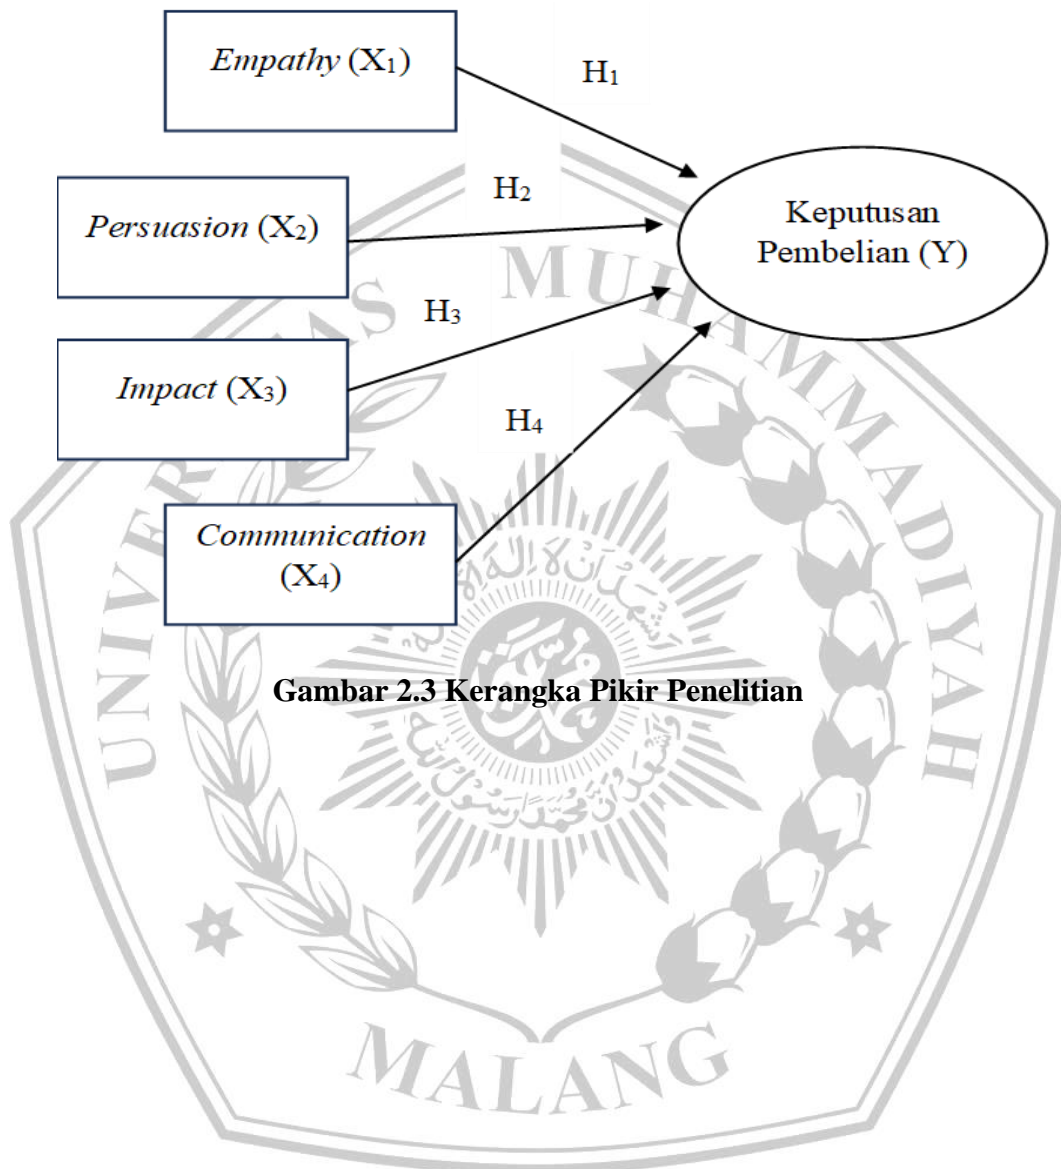 Empathy (X₁)
H₁
Persuasion (X₂)
H₂
Keputusan
Pembelian (Y)
Impact (X₃)
H₃
Communication
(X₄)
H₄
Gambar 2.3 Kerangka Pikir Penelitian
UNIVERSITAS MUHAMMADIYAH
MALANG